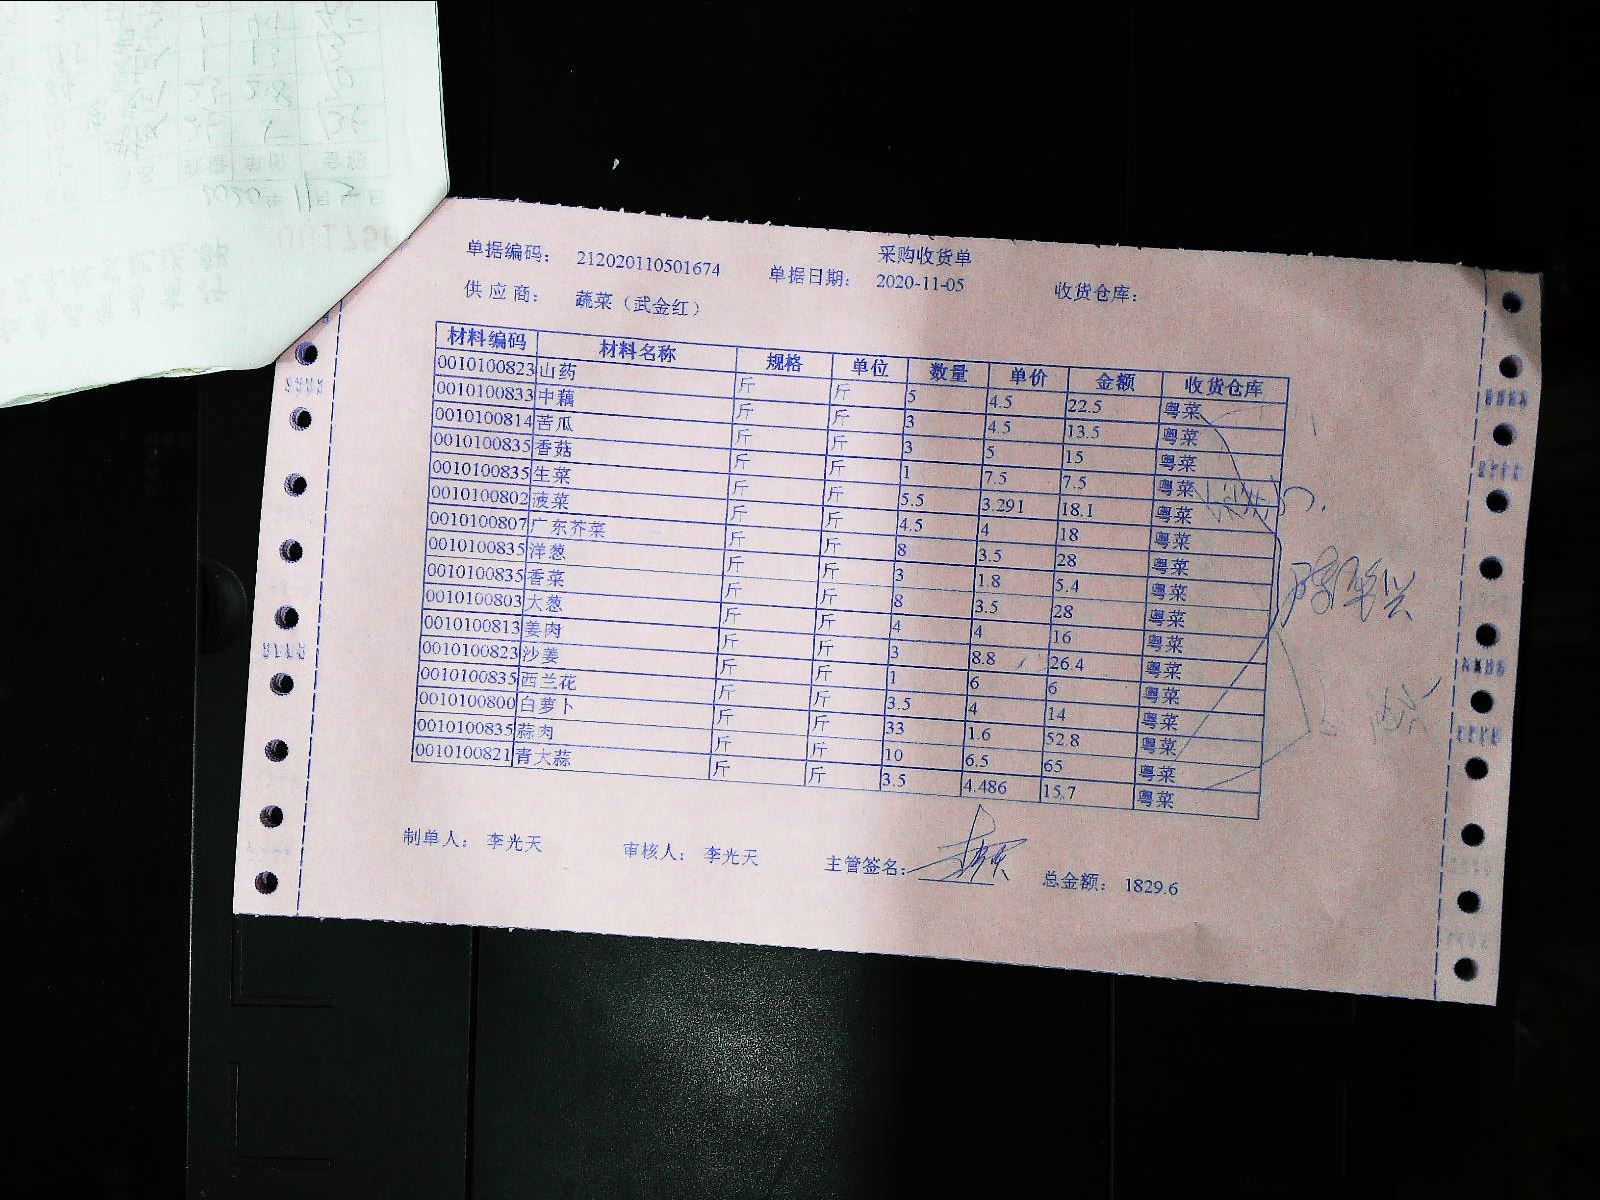 采购收货单
单据编码： 212020110501674 单据日期： 2020-11-05 收货仓库：
供应商： 蔬菜（武金红）
材料编码 材料名称 规格 单位 数量 单价 金额 收货仓库
0010100823 山药 斤 斤 5 4.5 22.5 粤菜
0010100833 中藕 斤 斤 3 4.5 13.5 粤菜
0010100814 苦瓜 斤 斤 3 5 15 粤菜
0010100835 香菇 斤 斤 1 7.5 7.5 粤菜
0010100835 生菜 斤 斤 5.5 3.291 18.1 粤菜
0010100802 菠菜 斤 斤 4.5 4 18 粤菜
0010100807 广东芥菜 斤 斤 8 3.5 28 粤菜
0010100835 洋葱 斤 斤 3 1.8 5.4 粤菜
0010100835 香菜 斤 斤 8 3.5 28 粤菜
0010100803 大葱 斤 斤 4 4 16 粤菜
0010100813 姜肉 斤 斤 3 8.8 26.4 粤菜
0010100823 沙姜 斤 斤 1 6 6 粤菜
0010100835 西兰花 斤 斤 3.5 4 14 粤菜
0010100800 白萝卜 斤 斤 33 1.6 52.8 粤菜
0010100835 蒜肉 斤 斤 10 6.5 65 粤菜
0010100821 青大蒜 斤 斤 3.5 4.486 15.7 粤菜
制单人： 李光天 审核人： 李光天 主管签名： 总金额： 1829.6